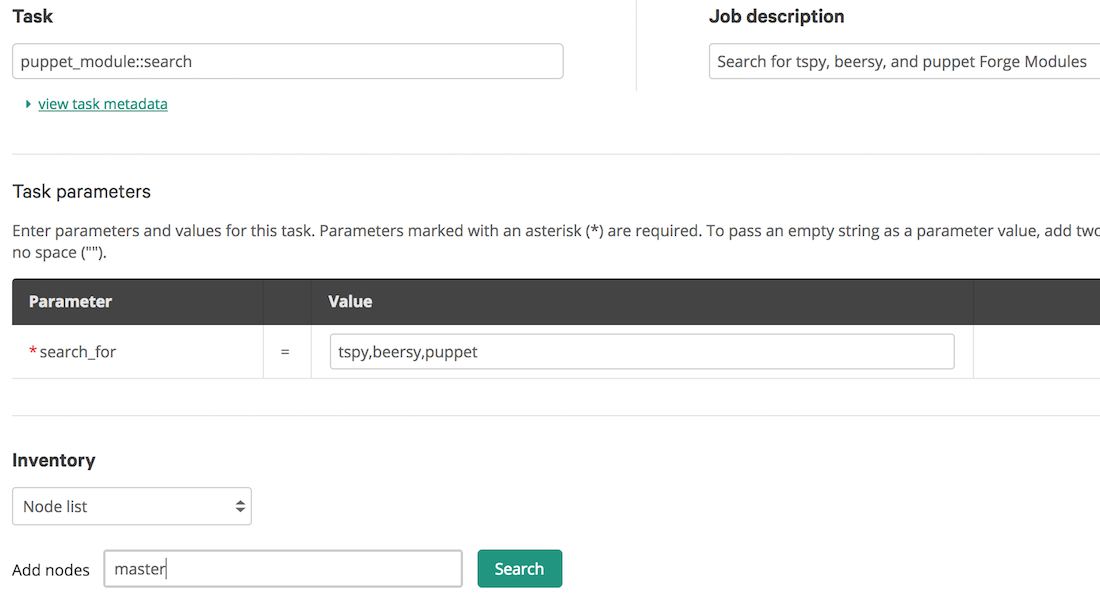 Task
Job description
puppet_module::search
Search for tspy, beersy, and puppet Forge Modules
view task metadata
Task parameters
Enter parameters and values for this task. Parameters marked with an asterisk (*) are required. To pass an empty string as a parameter value, add two
no space ("").
Parameter
Value
*search_for
=
tspy,beersy,puppet
Inventory
Node list
Add nodes
master
Search